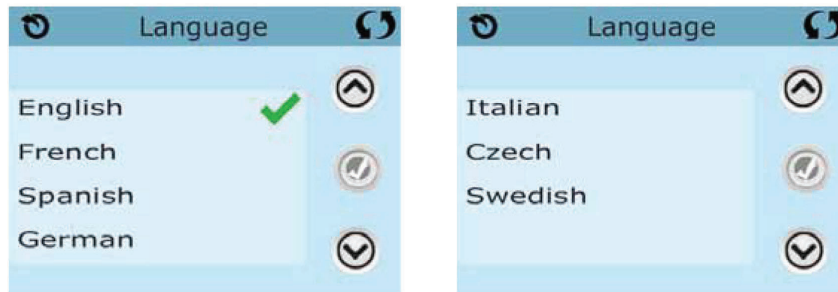 Language
English
French
Spanish
German
Language
Italian
Czech
Swedish